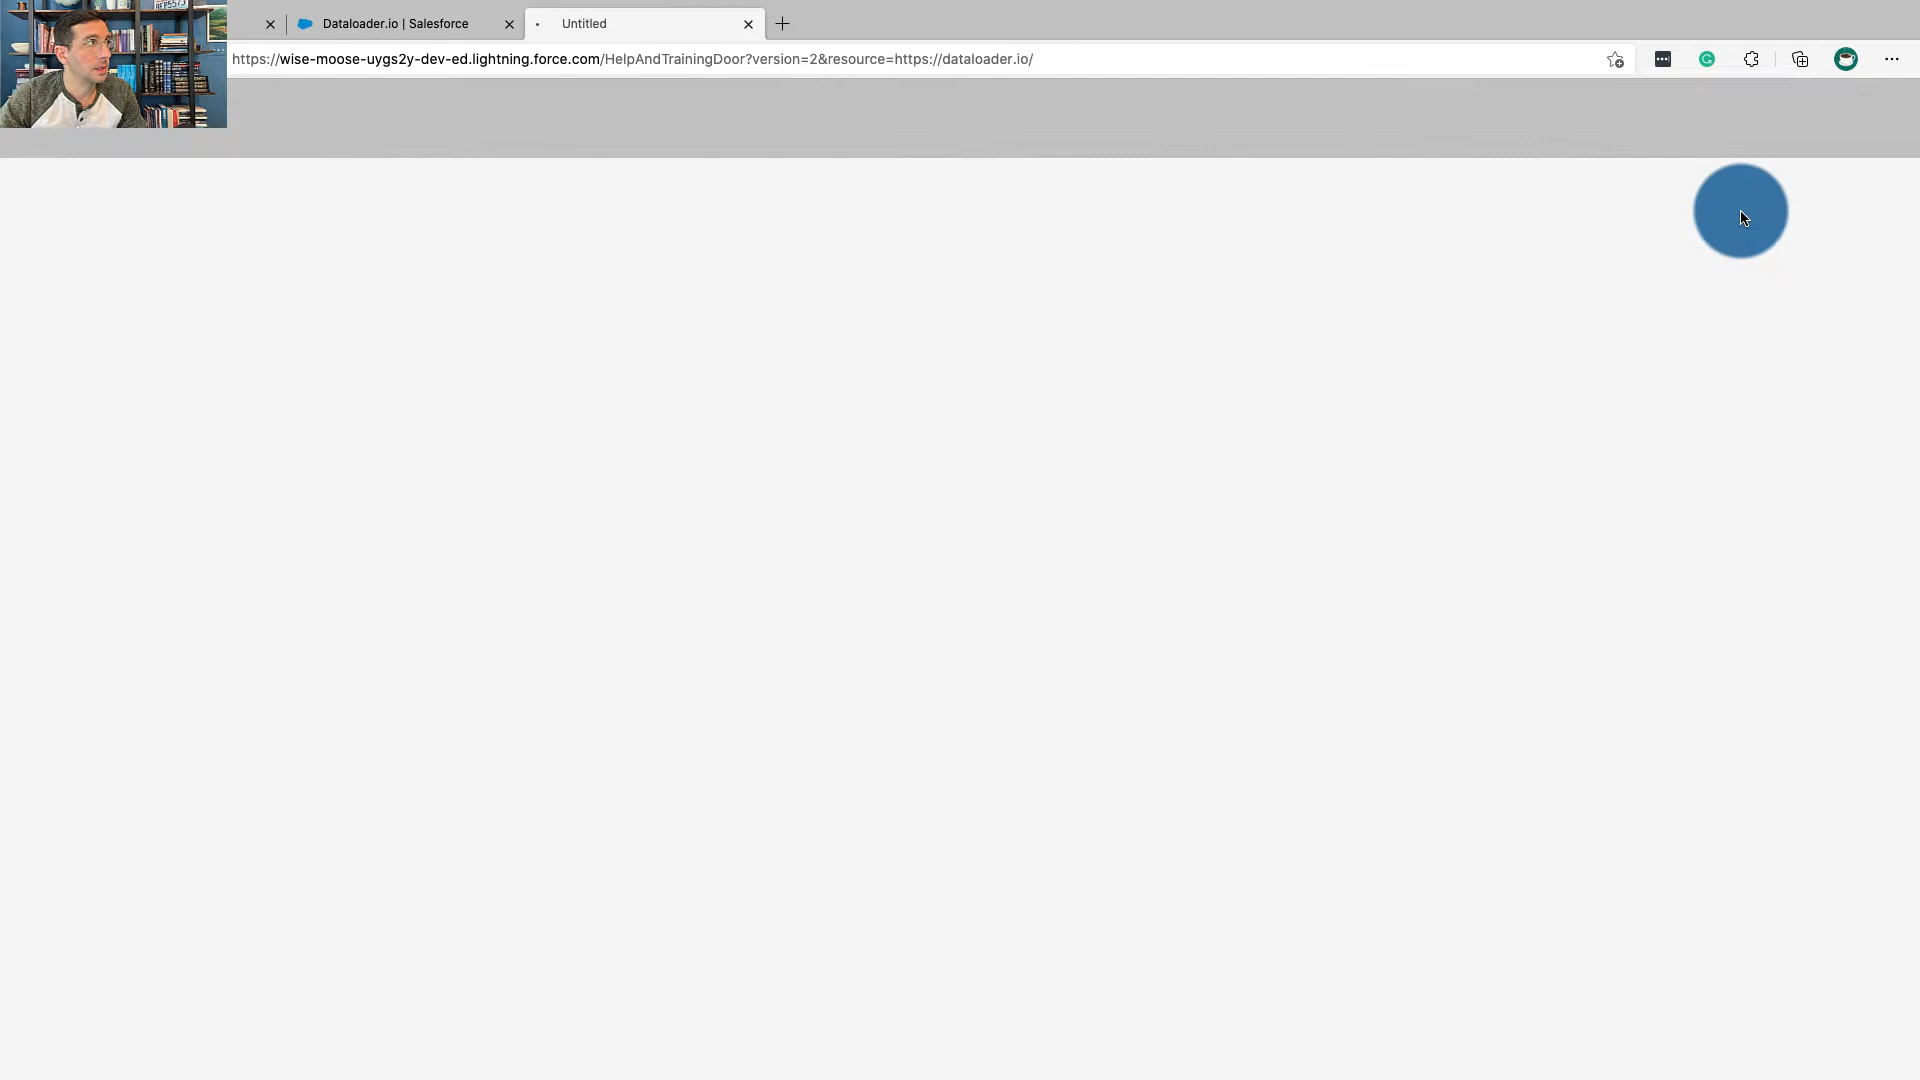 Dataloader.io | Salesforce
Untitled
https://wise-moose-uygs2y-dev-ed.lightning.force.com/HelpAndTrainingDoor?version=2&resource=https://dataloader.io/